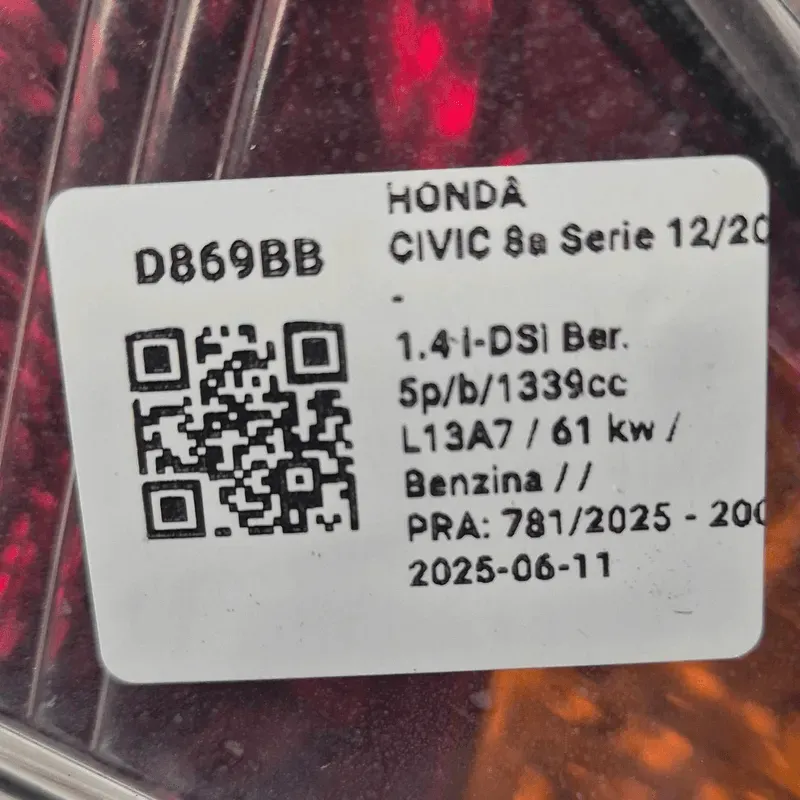 D869BB
HONDA
CIVIC 8a Serie 12/20
-
1.4 i-DSi Ber.
5p/b/1339cc
L13A7 / 61 kw /
Benzina / /
PRA: 781/2025 - 200
2025-06-11